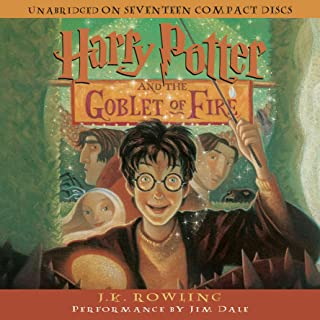 UNABRIDGED ON SEVENTEEN COMPACT DISCS
Harry Potter
AND THE
GOBLET OF FIRE
J.K. ROWLING
PERFORMANCE BY JIM DALE